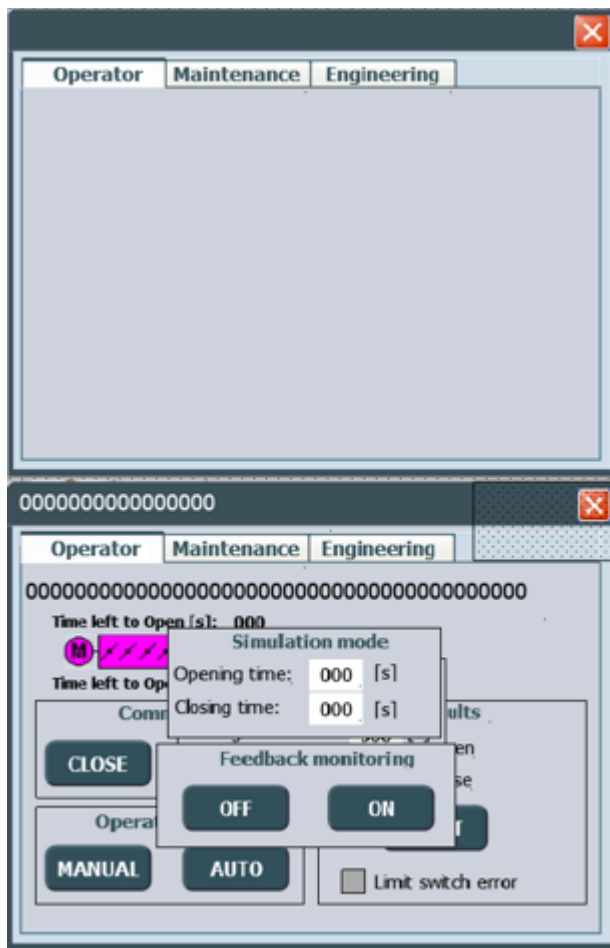 Operator Maintenance Engineering
0000000000000000
Operator Maintenance Engineering
00000000000000000000000000000000000000000
Time left to Open [s]: 000
Simulation mode
M
Opening time: 000 [s]
Time left to Op
Closing time: 000 [s]
Comm
ults
en
Feedback monitoring
CLOSE
se
OFF ON
Operat
T
MANUAL AUTO
Limit switch error